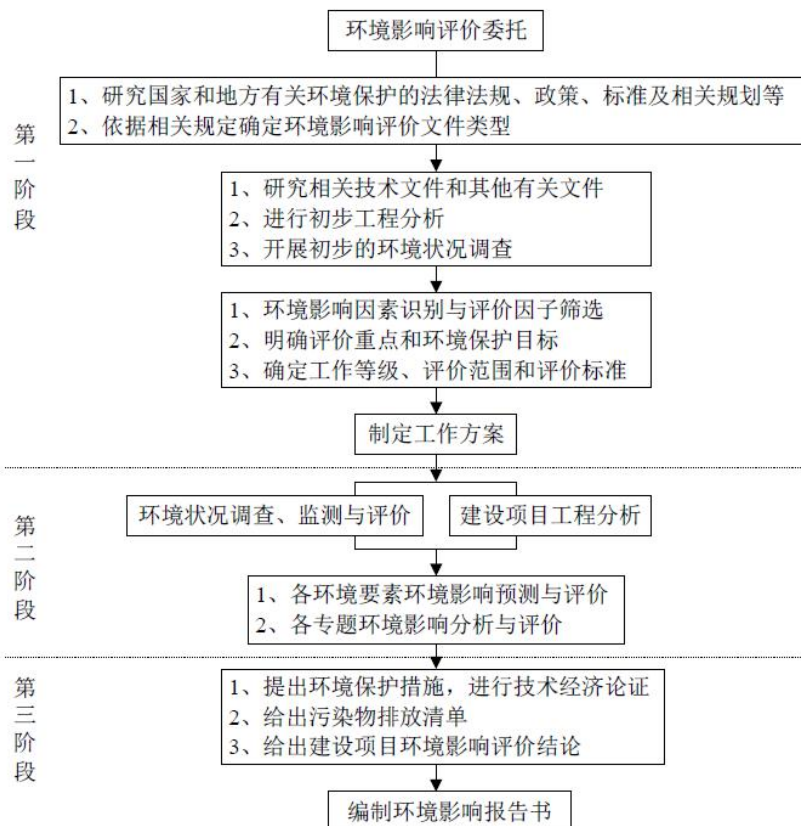 环境影响评价委托
第一阶段
1、研究国家和地方有关环境保护的法律法规、政策、标准及相关规划等
2、依据相关规定确定环境影响评价文件类型
1、研究相关技术文件和其他有关文件
2、进行初步工程分析
3、开展初步的环境状况调查
1、环境影响因素识别与评价因子筛选
2、明确评价重点和环境保护目标
3、确定工作等级、评价范围和评价标准
制定工作方案
第二阶段
环境状况调查、监测与评价
建设项目工程分析
1、各环境要素环境影响预测与评价
2、各专题环境影响分析与评价
第三阶段
1、提出环境保护措施，进行技术经济论证
2、给出污染物排放清单
3、给出建设项目环境影响评价结论
编制环境影响报告书